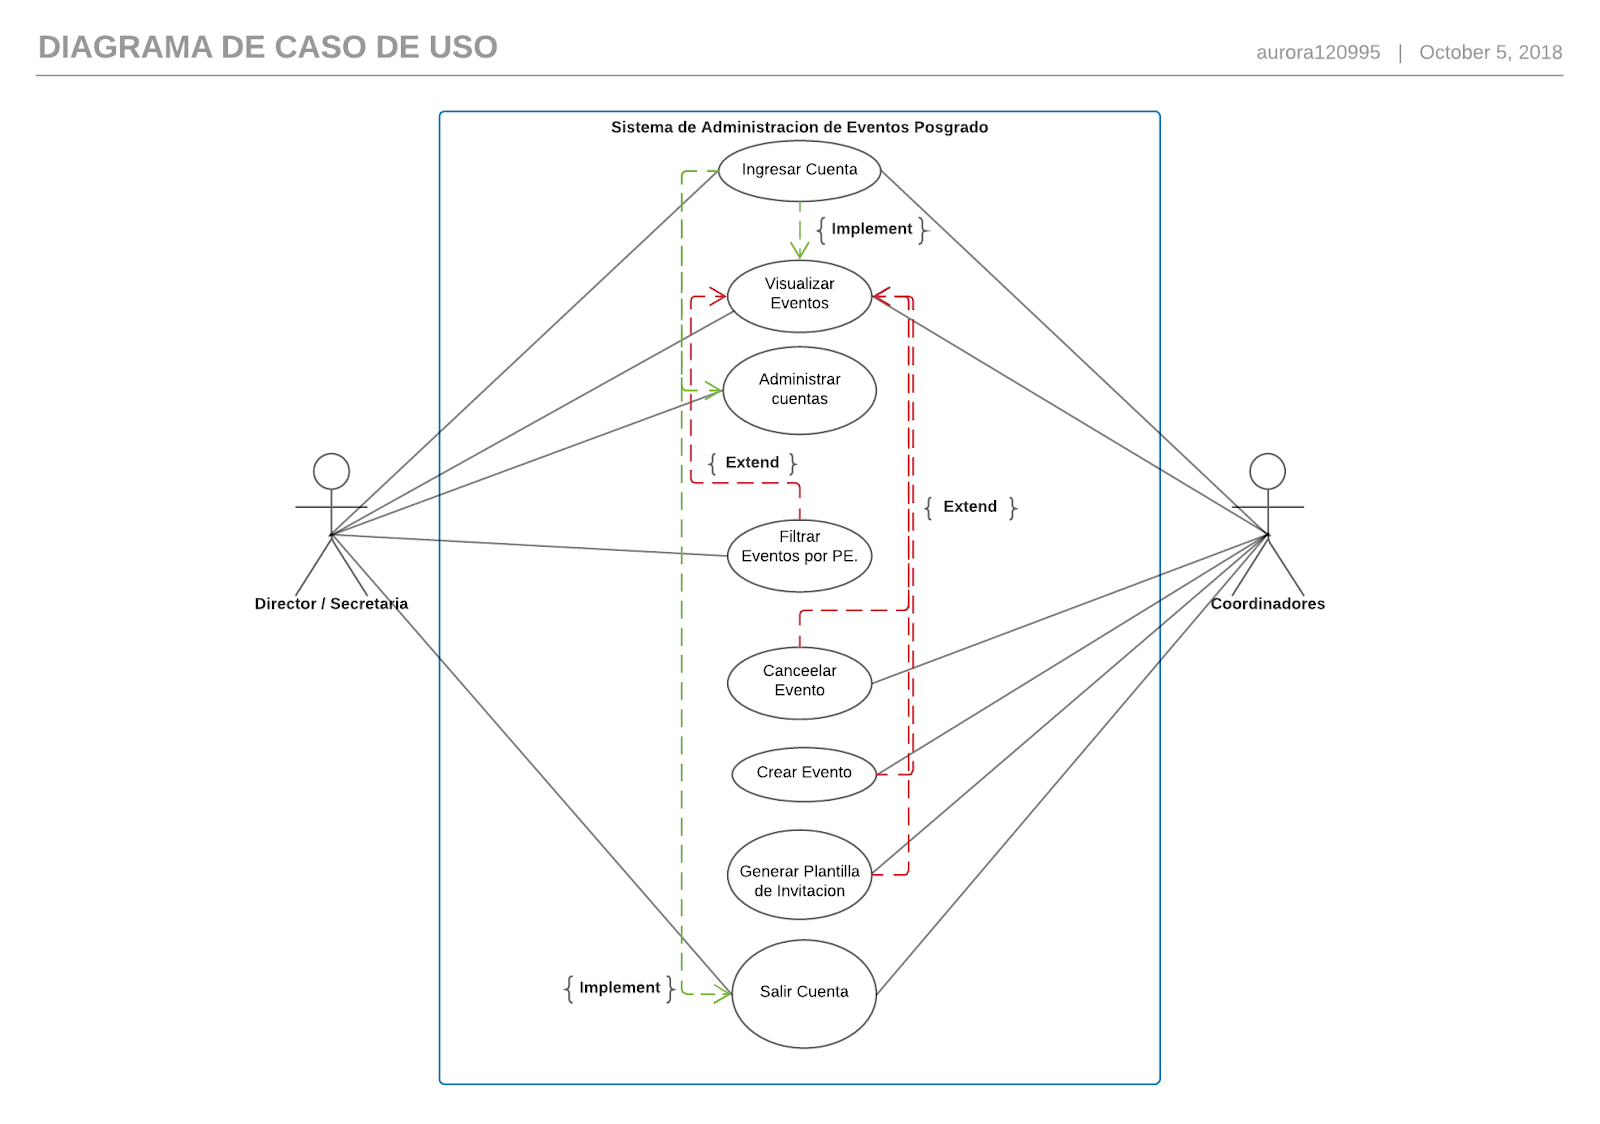 DIAGRAMA DE CASO DE USO
aurora120995 | October 5, 2018
Sistema de Administracion de Eventos Posgrado
Ingresar Cuenta
{ Implement }
Visualizar
Eventos
Administrar
cuentas
{ Extend }
{ Extend }
Filtrar
Eventos por PE.
Director / Secretaria
Coordinadores
Canceelar
Evento
Crear Evento
Generar Plantilla
de Invitacion
{ Implement }
Salir Cuenta